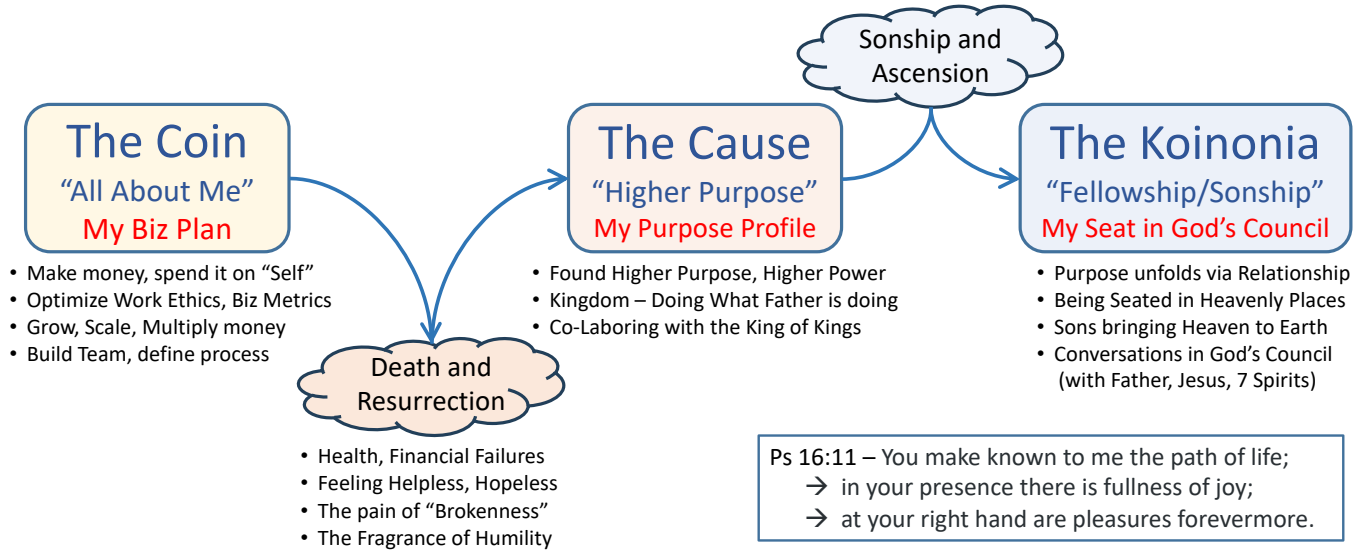 Sonship and
Ascension
The Coin
“All About Me”
My Biz Plan
• Make money, spend it on “Self”
• Optimize Work Ethics, Biz Metrics
• Grow, Scale, Multiply money
• Build Team, define process
Death and
Resurrection
• Health, Financial Failures
• Feeling Helpless, Hopeless
• The pain of “Brokenness”
• The Fragrance of Humility
The Cause
“Higher Purpose”
My Purpose Profile
• Found Higher Purpose, Higher Power
• Kingdom – Doing What Father is doing
• Co-Laboring with the King of Kings
The Koinonia
“Fellowship/Sonship”
My Seat in God’s Council
• Purpose unfolds via Relationship
• Being Seated in Heavenly Places
• Sons bringing Heaven to Earth
• Conversations in God’s Council
(with Father, Jesus, 7 Spirits)
Ps 16:11 – You make known to me the path of life;
→ in your presence there is fullness of joy;
→ at your right hand are pleasures forevermore.